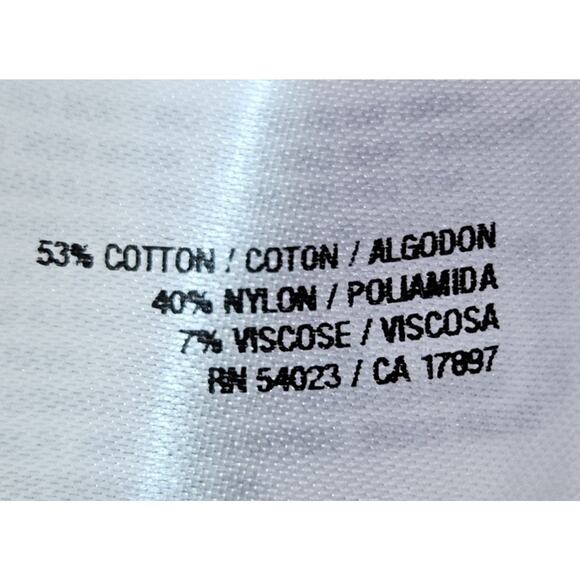 53% COTTON / COTON / ALGODON
40% NYLON / POLIAMIDA
7% VISCOSE / VISCOSA
RN 54023 / CA 17897